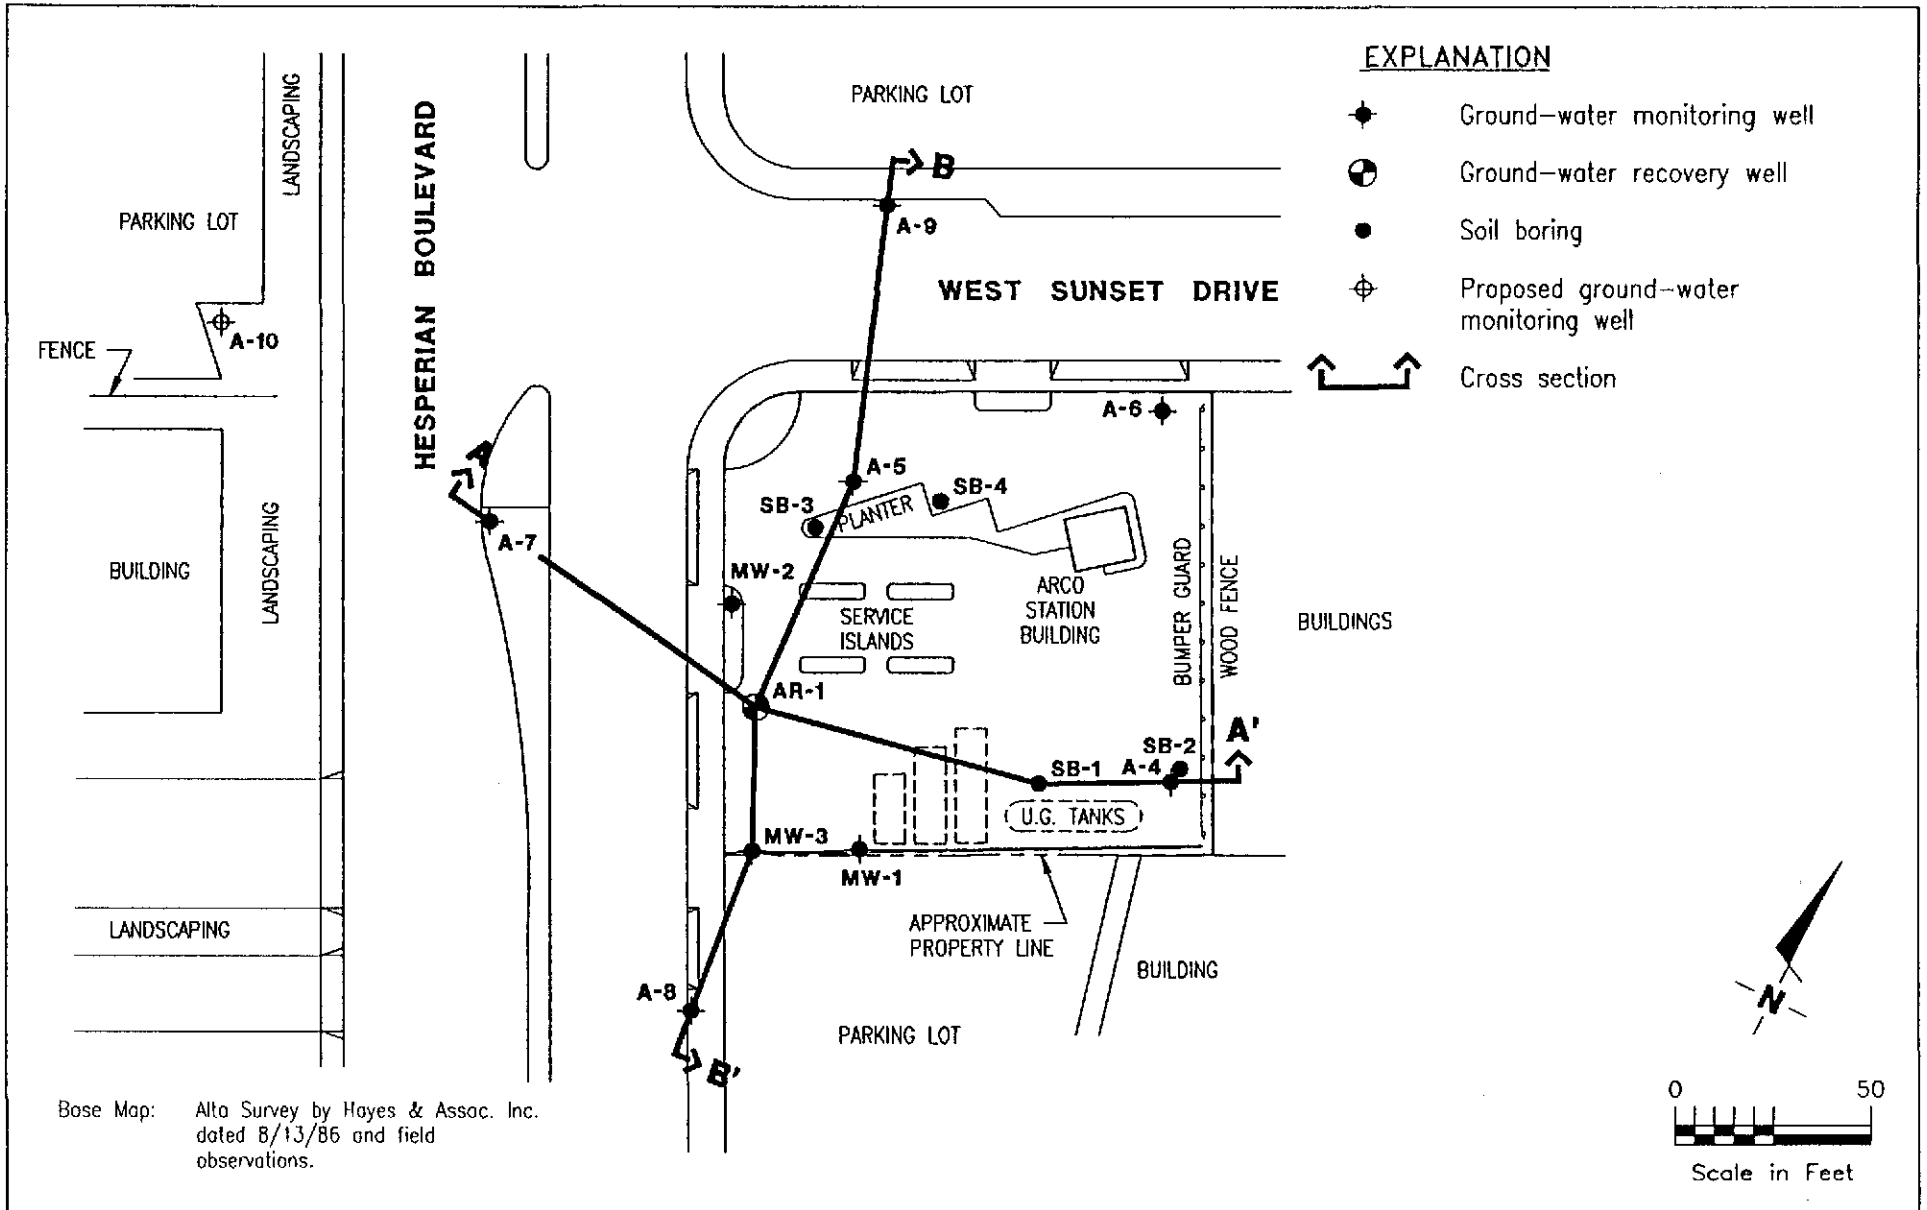 EXPLANATION
Ground-water monitoring well
Ground-water recovery well
Soil boring
Proposed ground-water
monitoring well
Cross section
PARKING LOT
LANDSCAPING
HESPERIAN BOULEVARD
PARKING LOT
B
A-9
WEST SUNSET DRIVE
A-10
FENCE
A-6
A
A-5
SB-3
PLANTER
SB-4
A-7
BUILDING
LANDSCAPING
MW-2
SERVICE
ISLANDS
ARCO
STATION
BUILDING
BUMPER GUARD
WOOD FENCE
BUILDINGS
AR-1
A'
SB-2
SB-1
A-4
U.G. TANKS
MW-3
MW-1
LANDSCAPING
APPROXIMATE
PROPERTY LINE
BUILDING
A-8
PARKING LOT
B'
N
Base Map: Alta Survey by Hayes & Assoc. Inc.
dated 8/13/86 and field
observations.
0 50
Scale in Feet